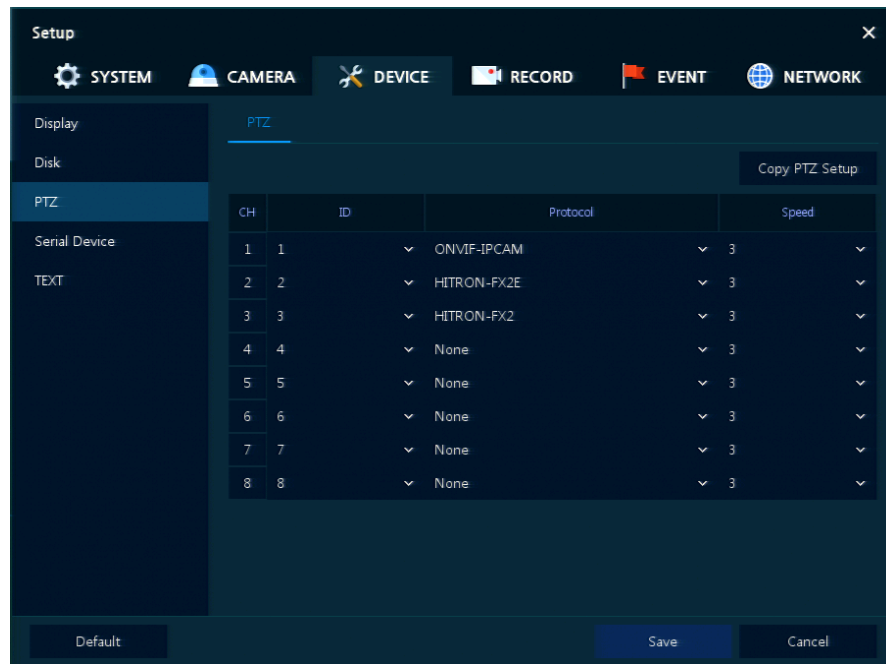 Setup
SYSTEM CAMERA DEVICE RECORD EVENT NETWORK
Display
Disk
PTZ
Serial Device
TEXT
PTZ
Copy PTZ Setup
CH ID Protocol Speed
1 1 ONVIF-IPCAM 3
2 2 HITRON-FX2E 3
3 3 HITRON-FX2 3
4 4 None 3
5 5 None 3
6 6 None 3
7 7 None 3
8 8 None 3
Default Save Cancel